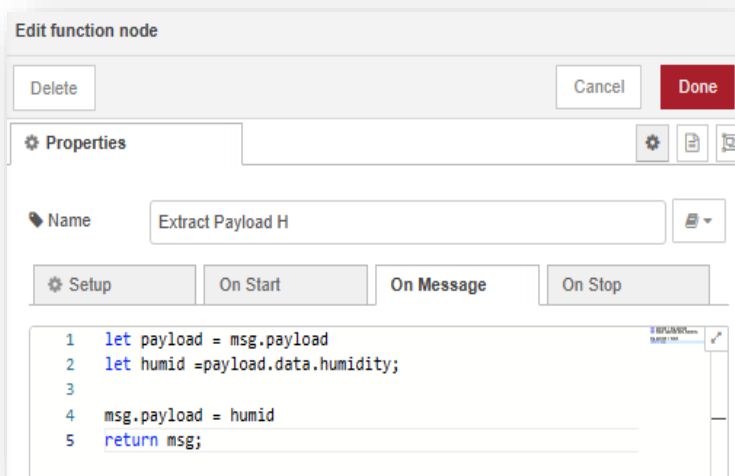 Edit function node
Delete
Cancel
Done
Properties
Name
Extract Payload H
Setup
On Start
On Message
On Stop
1 let payload = msg.payload
2 let humid =payload.data.humidity;
3
4 msg.payload = humid
5 return msg;